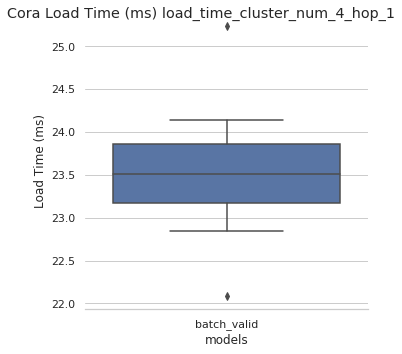 Cora Load Time (ms) load_time_cluster_num_4_hop_1
25.0
24.5
24.0
23.5
23.0
22.5
22.0
Load Time (ms)
batch_valid
models